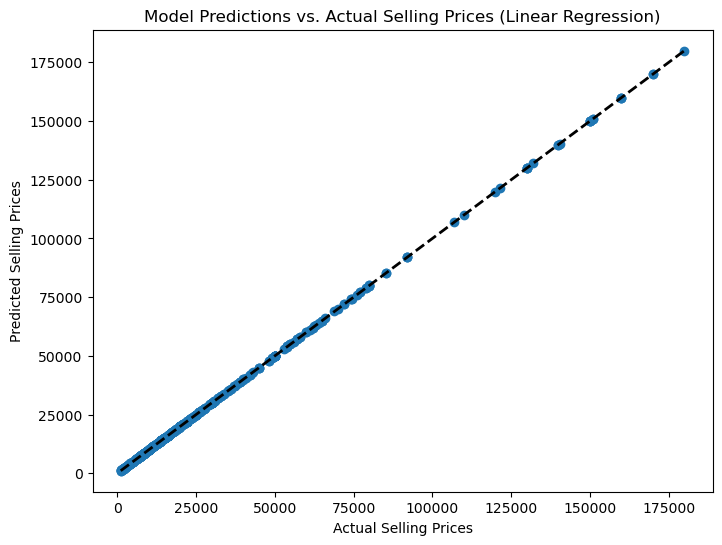 Model Predictions vs. Actual Selling Prices (Linear Regression)
Predicted Selling Prices
175000
150000
125000
100000
75000
50000
25000
0
0 25000 50000 75000 100000 125000 150000 175000
Actual Selling Prices